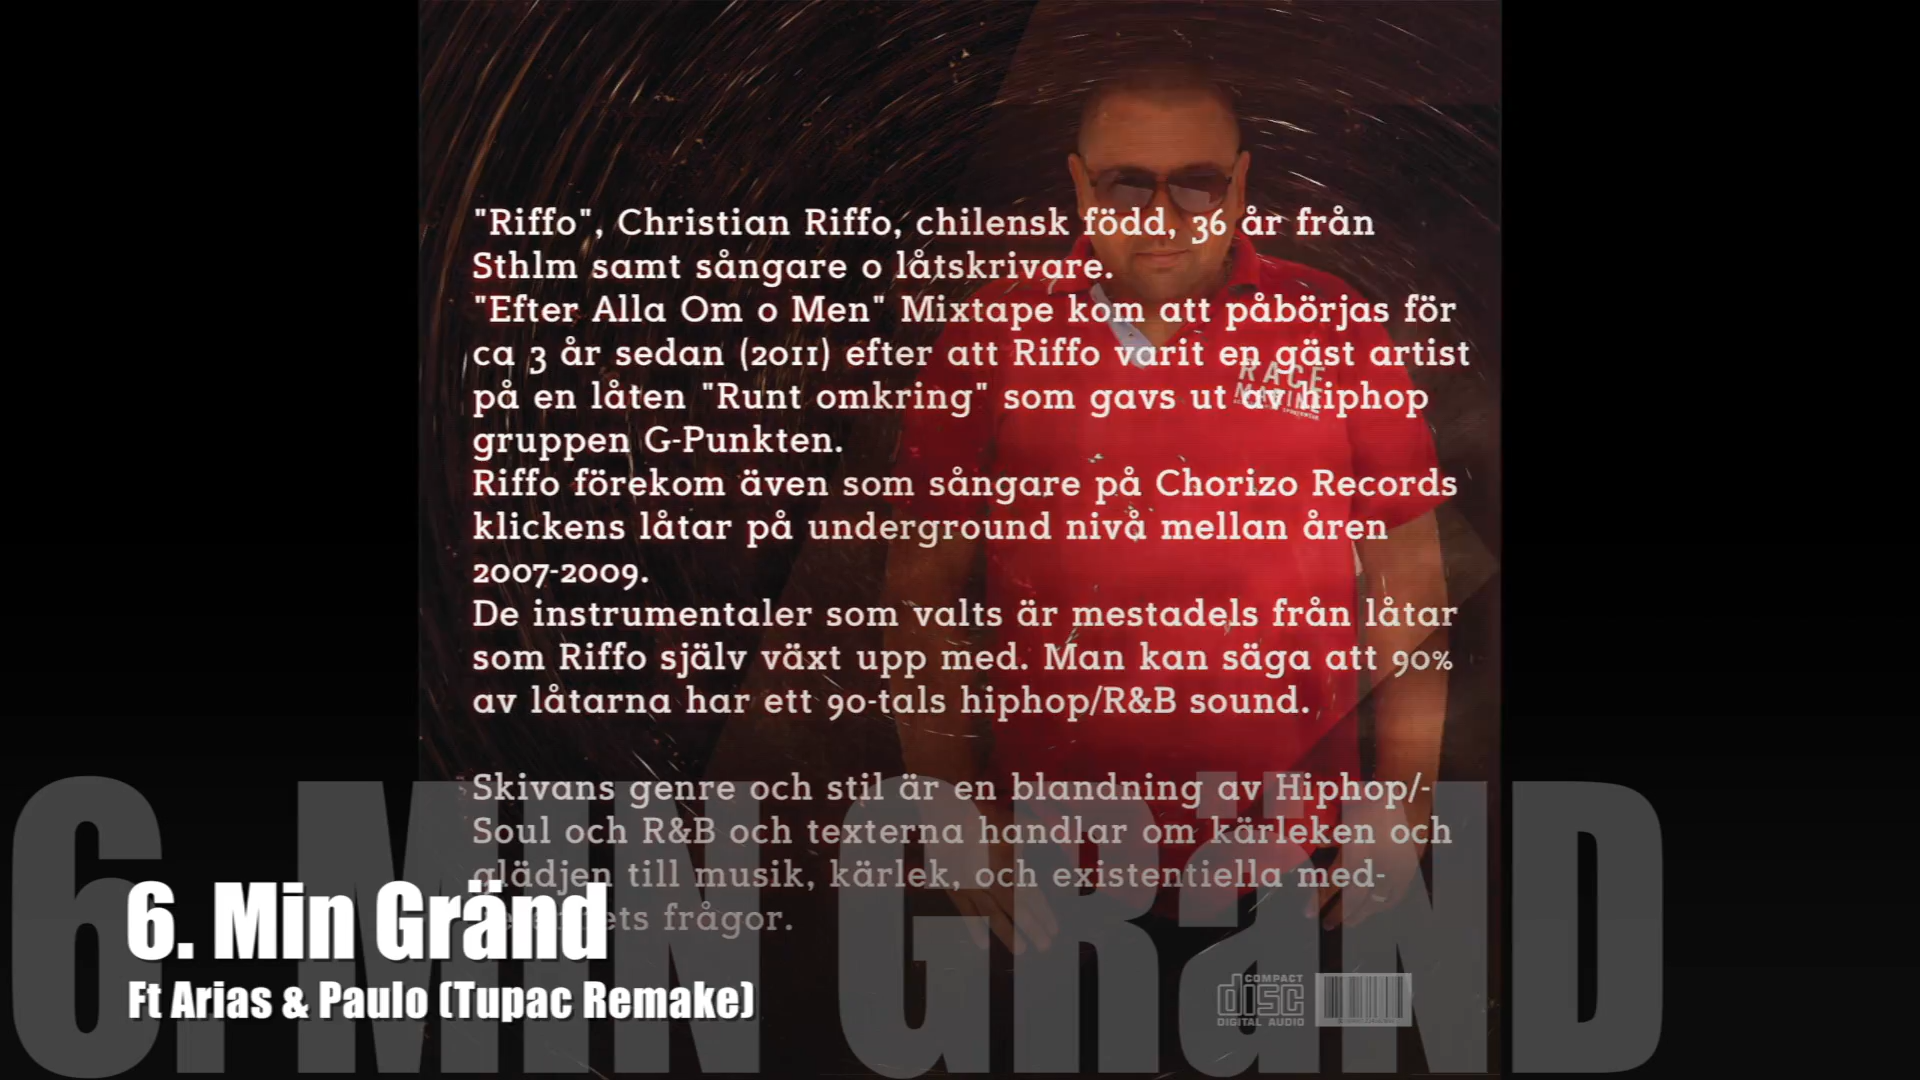 "Riffo", Christian Riffo, chilensk född, 36 år från
Sthlm samt sångare o låtskrivare.
"Efter Alla Om o Men" Mixtape kom att påbörjas för
ca 3 år sedan (2011) efter att Riffo varit en gäst artist
på en låten "Runt omkring" som gavs ut av hiphop
gruppen G-Punkten.
Riffo förekom även som sångare på Chorizo Records
klickens låtar på underground nivå mellan åren
2007-2009.
De instrumentaler som valts är mestadels från låtar
som Riffo själv växt upp med. Man kan säga att 90%
av låtarna har ett 90-tals hiphop/R&B sound.
Skivans genre och stil är en blandning av Hiphop/-
Soul och R&B och texterna handlar om kärleken och
glädjen till musik, kärlek, och existentiella med-
frågor.
RACE
MARINE
6. MIN GRäND
6. Min Gränd
Ft Arias & Paulo (Tupac Remake)
COMPACT
disc
DIGITAL AUDIO